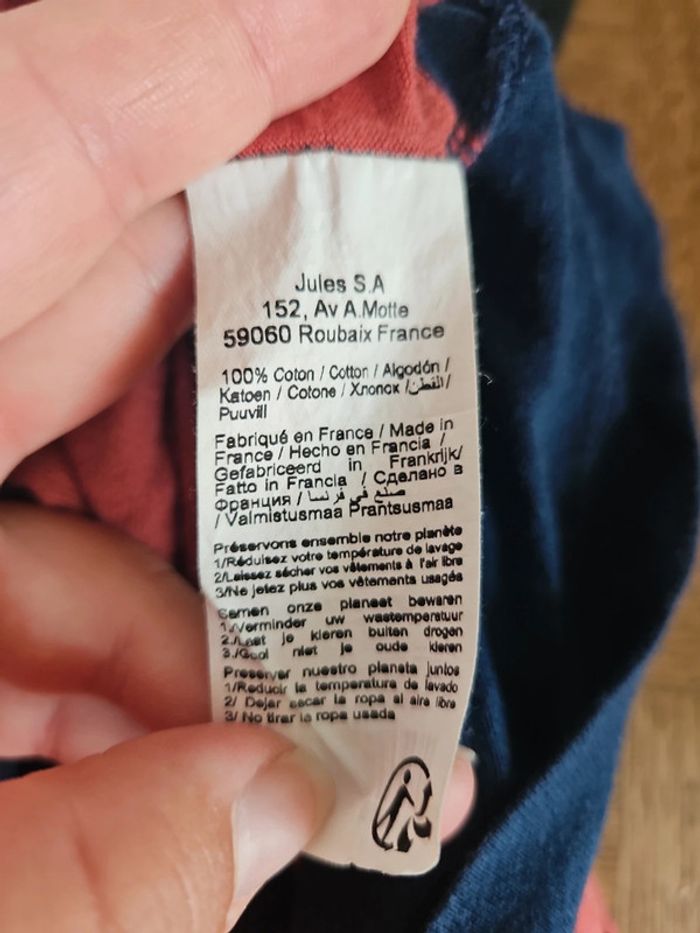 Jules S.A
152, Av A.Motte
59060 Roubaix France
100% Coton / Cotton / Algodón /
Katoen / Cotone / Хлопок /القطن/
Puuvill
Fabriqué en France / Made in
France / Hecho en Francia /
Gefabriceerd in Frankrijk/
Fatto in Francia / Сделано в
Франция / صنع في فرنسا
/ Valmistusmaa Prantsusmaa
Préservons ensemble notre planète
1/Réduisez votre température de lavage
2/Laissez sécher vos vêtements à l'air libre
3/Ne jetez plus vos vêtements usagés
Samen onze planeet bewaren
1./Verminder uw wastemperatuur
2./Laat je kleren buiten drogen
3./Gooi niet je oude kleren
Preservar nuestro planeta juntos
1/Reducir la temperatura de lavado
2/ Dejar secar la ropa al aire libre
3/ No tirar la ropa usada